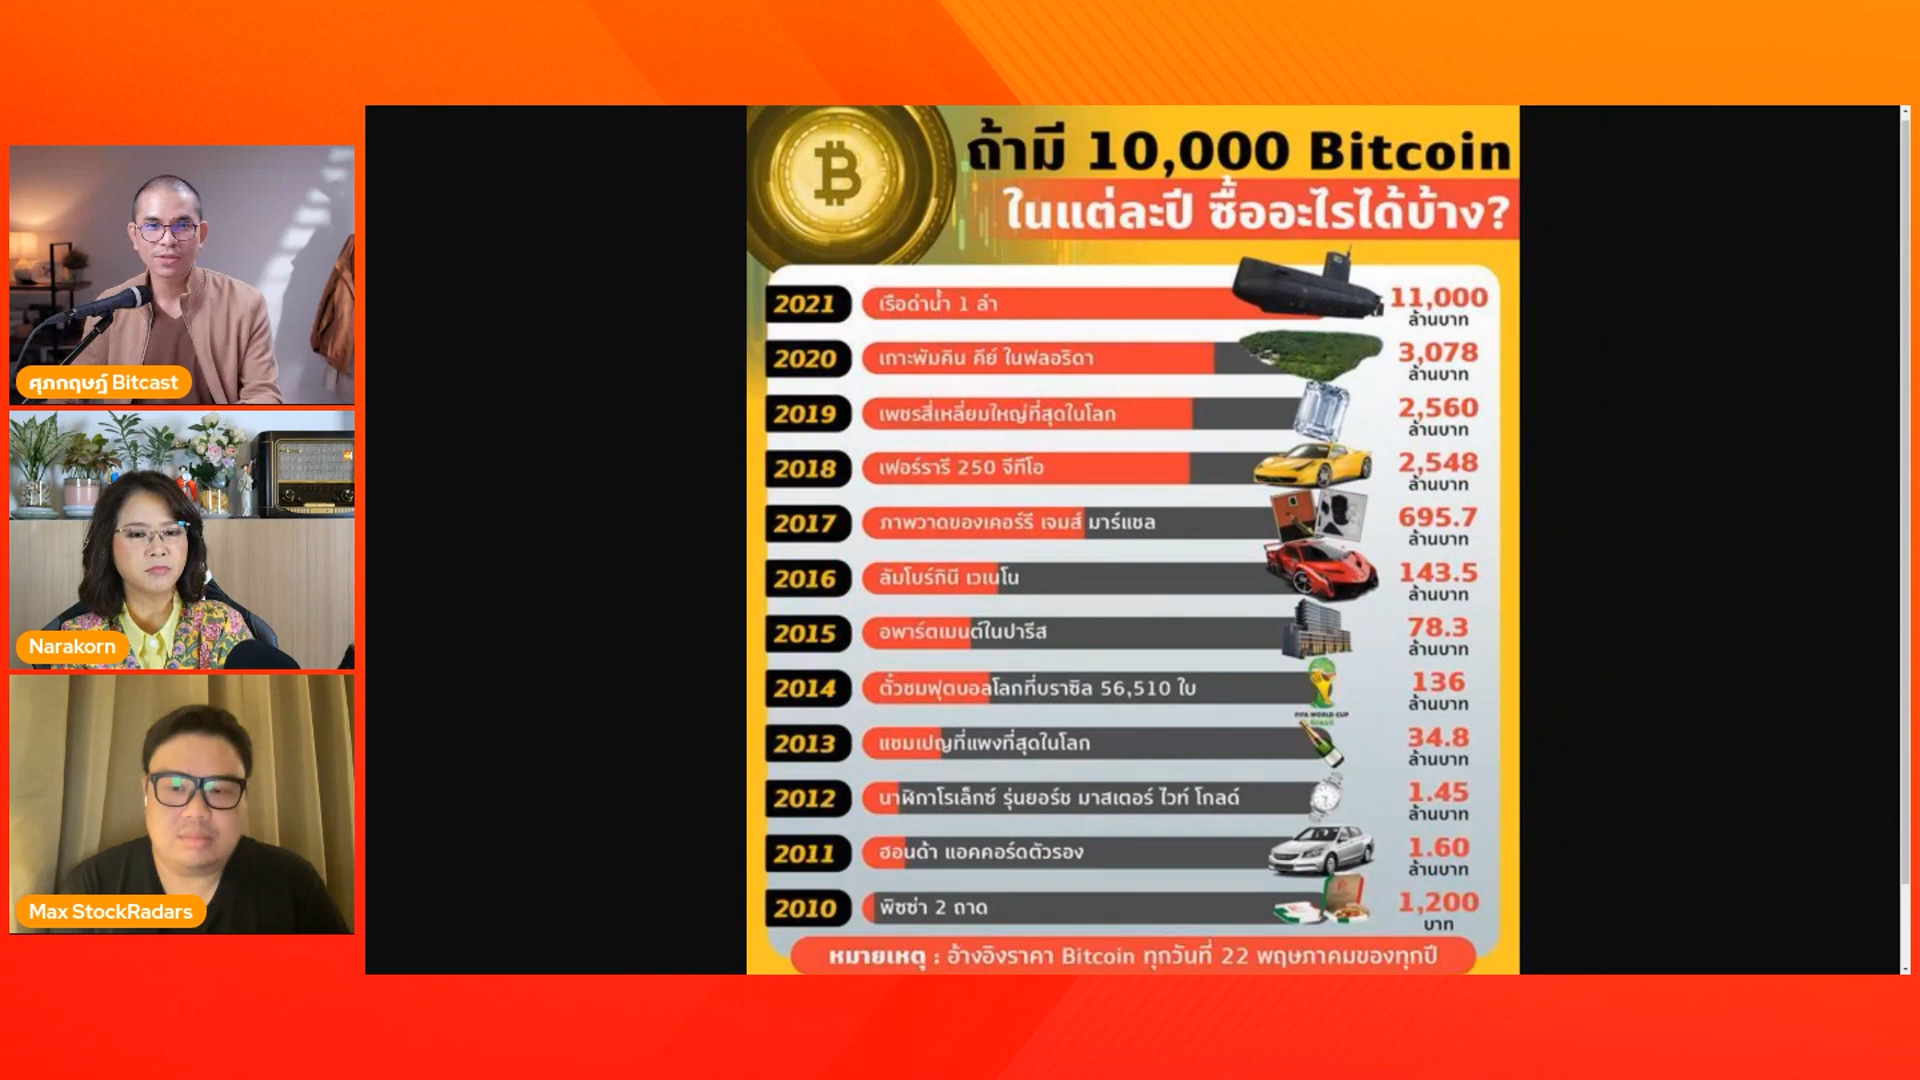 ศุภกฤษฎ์ Bitcast
Narakorn
Max StockRadars
ถ้ามี 10,000 Bitcoin
ในแต่ละปี ซื้ออะไรได้บ้าง?
2021 เรือดำน้ำ 1 ลำ 11,000 ล้านบาท
2020 เกาะพัมคิน คีย์ ในฟลอริดา 3,078 ล้านบาท
2019 เพชรสี่เหลี่ยมใหญ่ที่สุดในโลก 2,560 ล้านบาท
2018 เฟอร์รารี 250 จีทีโอ 2,548 ล้านบาท
2017 ภาพวาดของเคอร์รี เจมส์ มาร์แชล 695.7 ล้านบาท
2016 ลัมโบร์กินี เวเนโน 143.5 ล้านบาท
2015 อพาร์ตเมนต์ในปารีส 78.3 ล้านบาท
2014 ตั๋วชมฟุตบอลโลกที่บราซิล 56,510 ใบ 136 ล้านบาท
FIFA WORLD CUP
Brasil
2013 แชมเปญที่แพงที่สุดในโลก 34.8 ล้านบาท
2012 นาฬิกาโรเล็กซ์ รุ่นยอร์ช มาสเตอร์ ไวท์ โกลด์ 1.45 ล้านบาท
2011 ฮอนด้า แอคคอร์ดตัวรอง 1.60 ล้านบาท
2010 พิซซ่า 2 ถาด 1,200 บาท
หมายเหตุ : อ้างอิงราคา Bitcoin ทุกวันที่ 22 พฤษภาคมของทุกปี